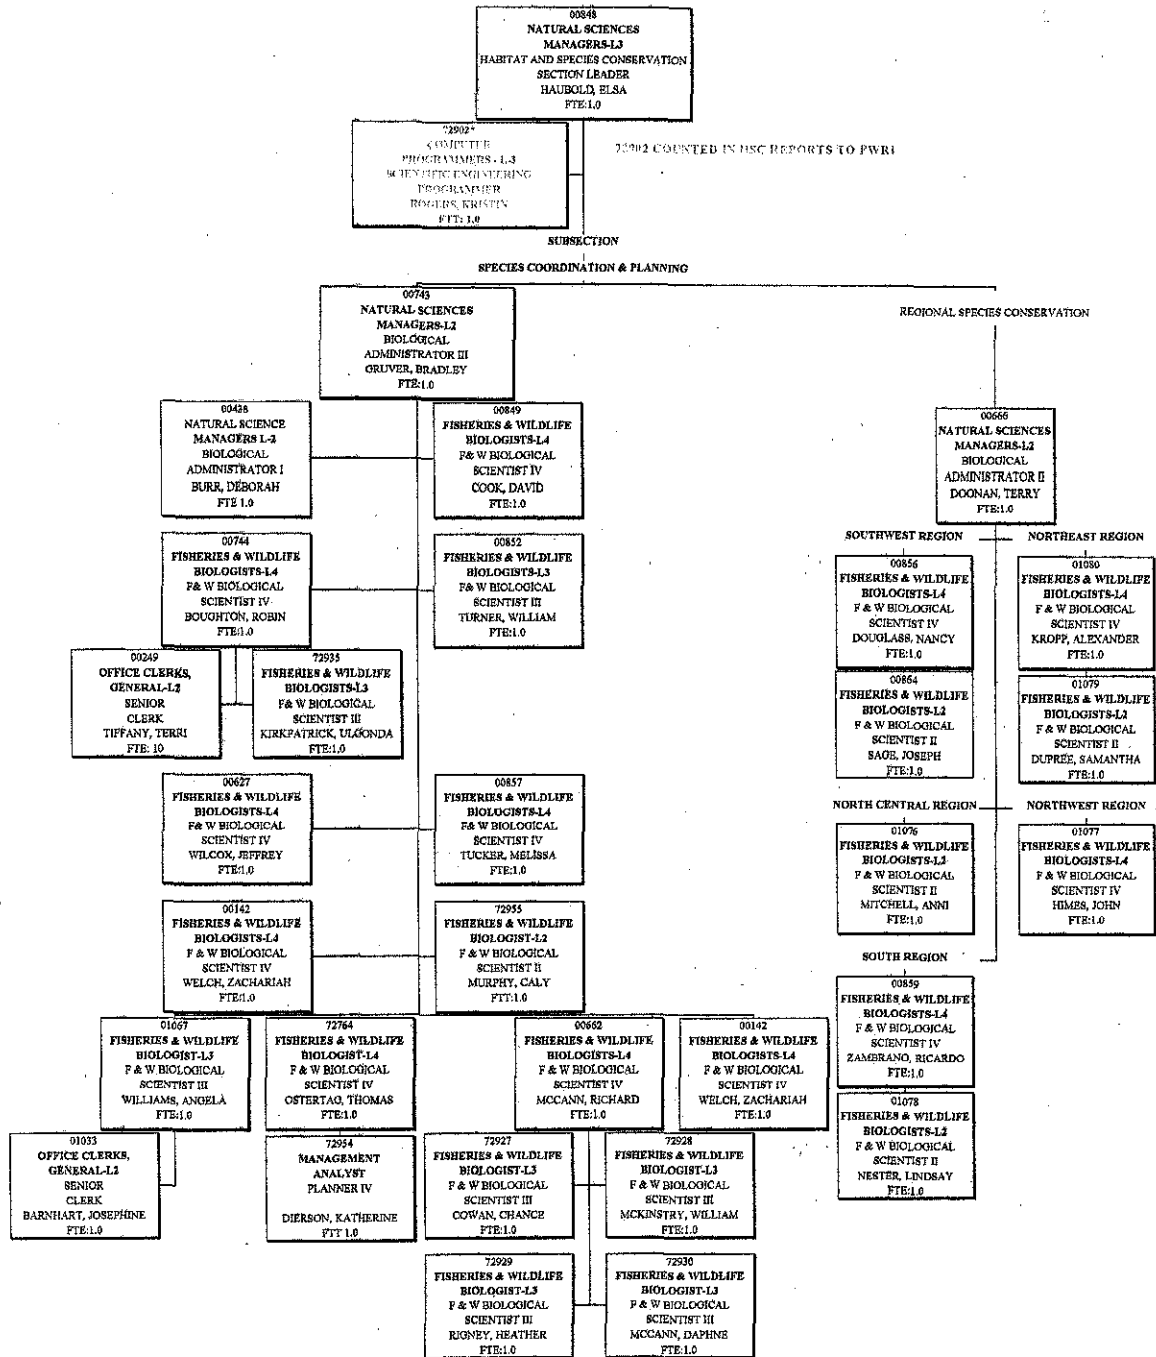 00848
NATURAL SCIENCES
MANAGERS-L3
HABITAT AND SPECIES CONSERVATION
SECTION LEADER
HAUBOLD, ELSA
FTE:1.0
72902*
COMPUTER
PROGRAMMERS - L-3
SCIENTIFIC ENGINEERING
PROGRAMMER
ROGERS, KRISTIN
FTT: 1.0
72902 COUNTED IN HSC REPORTS TO
SUBSECTION
SPECIES COORDINATION & PLANNING
00743
NATURAL SCIENCES
MANAGERS-L2
BIOLOGICAL
ADMINISTRATOR III
GRUVER, BRADLEY
FTE:1.0
REGIONAL SPECIES CONSERVATION
00438
NATURAL SCIENCE
MANAGERS L-2
BIOLOGICAL
ADMINISTRATOR I
BURR, DEBORAH
FTE 1.0
00849
FISHERIES & WILDLIFE
BIOLOGISTS-L4
F& W BIOLOGICAL
SCIENTIST IV
COOK, DAVID
FTE:1.0
00666
NATURAL SCIENCES
MANAGERS-L2
BIOLOGICAL
ADMINISTRATOR II
DOONAN, TERRY
FTE:1.0
00744
FISHERIES & WILDLIFE
BIOLOGISTS-L4
F& W BIOLOGICAL
SCIENTIST IV
BOUGHTON, ROBIN
FTE:1.0
00852
FISHERIES & WILDLIFE
BIOLOGISTS-L3
F& W BIOLOGICAL
SCIENTIST III
TURNER, WILLIAM
FTE:1.0
SOUTHWEST REGION
NORTHEAST REGION
00856
FISHERIES & WILDLIFE
BIOLOGISTS-L4
F & W BIOLOGICAL
SCIENTIST IV
DOUGLASS, NANCY
FTE:1.0
01080
FISHERIES & WILDLIFE
BIOLOGISTS-L4
F & W BIOLOGICAL
SCIENTIST IV
KROPP, ALEXANDER
FTE:1.0
00249
OFFICE CLERKS,
GENERAL-L2
SENIOR
CLERK
TIFFANY, TERRI
FTE: 10
72935
FISHERIES & WILDLIFE
BIOLOGISTS-L3
F& W BIOLOGICAL
SCIENTIST III
KIRKPATRICK, ULGONDA
FTE:1.0
00864
FISHERIES & WILDLIFE
BIOLOGISTS-L2
F & W BIOLOGICAL
SCIENTIST II
SAGE, JOSEPH
FTE:1.0
01079
FISHERIES & WILDLIFE
BIOLOGISTS-L2
F & W BIOLOGICAL
SCIENTIST II
DUPREE, SAMANTHA
FTE:1.0
00627
FISHERIES & WILDLIFE
BIOLOGISTS-L4
F& W BIOLOGICAL
SCIENTIST IV
WILCOX, JEFFREY
FTE:1.0
00857
FISHERIES & WILDLIFE
BIOLOGISTS-L4
F& W BIOLOGICAL
SCIENTIST IV
TUCKER, MELISSA
FTE:1.0
NORTH CENTRAL REGION
NORTHWEST REGION
01076
FISHERIES & WILDLIFE
BIOLOGISTS-L2
F & W BIOLOGICAL
SCIENTIST II
MITCHELL, ANNI
FTE:1.0
01077
FISHERIES & WILDLIFE
BIOLOGISTS-L4
F & W BIOLOGICAL
SCIENTIST IV
HIMES, JOHN
FTE:1.0
00142
FISHERIES & WILDLIFE
BIOLOGISTS-L4
F & W BIOLOGICAL
SCIENTIST IV
WELCH, ZACHARIAH
FTE:1.0
72955
FISHERIES & WILDLIFE
BIOLOGIST-L2
F & W BIOLOGICAL
SCIENTIST II
MURPHY, CALY
FTT:1.0
SOUTH REGION
00859
FISHERIES & WILDLIFE
BIOLOGISTS-L4
F & W BIOLOGICAL
SCIENTIST IV
ZAMBRANO, RICARDO
FTE:1.0
01067
FISHERIES & WILDLIFE
BIOLOGIST-L3
F & W BIOLOGICAL
SCIENTIST III
WILLIAMS, ANGELA
FTE:1.0
72764
FISHERIES & WILDLIFE
BIOLOGIST-L4
F & W BIOLOGICAL
SCIENTIST IV
OSTERTAG, THOMAS
FTE:1.0
00662
FISHERIES & WILDLIFE
BIOLOGISTS-L4
F & W BIOLOGICAL
SCIENTIST IV
MCCANN, RICHARD
FTE:1.0
00142
FISHERIES & WILDLIFE
BIOLOGISTS-L4
F & W BIOLOGICAL
SCIENTIST IV
WELCH, ZACHARIAH
FTE:1.0
01078
FISHERIES & WILDLIFE
BIOLOGISTS-L2
F & W BIOLOGICAL
SCIENTIST II
NESTER, LINDSAY
FTE:1.0
01033
OFFICE CLERKS,
GENERAL-L2
SENIOR
CLERK
BARNHART, JOSEPHINE
FTE:1.0
72954
MANAGEMENT
ANALYST
PLANNER IV
DIERSON, KATHERINE
FTT 1.0
72927
FISHERIES & WILDLIFE
BIOLOGIST-L3
F & W BIOLOGICAL
SCIENTIST III
COWAN, CHANCE
FTE:1.0
72928
FISHERIES & WILDLIFE
BIOLOGIST-L3
F & W BIOLOGICAL
SCIENTIST III
MCKINSTRY, WILLIAM
FTE:1.0
72929
FISHERIES & WILDLIFE
BIOLOGIST-L3
F & W BIOLOGICAL
SCIENTIST III
RIGNEY, HEATHER
FTE:1.0
72930
FISHERIES & WILDLIFE
BIOLOGIST-L3
F & W BIOLOGICAL
SCIENTIST III
MCCANN, DAPHNE
FTE:1.0